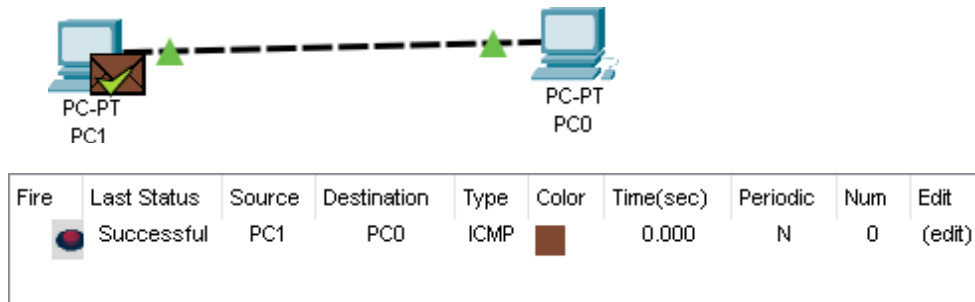 PC-PT
PC1
PC-PT
PC0
Fire Last Status Source Destination Type Color Time(sec) Periodic Num Edit
Successful PC1 PC0 ICMP 0.000 N 0 (edit)